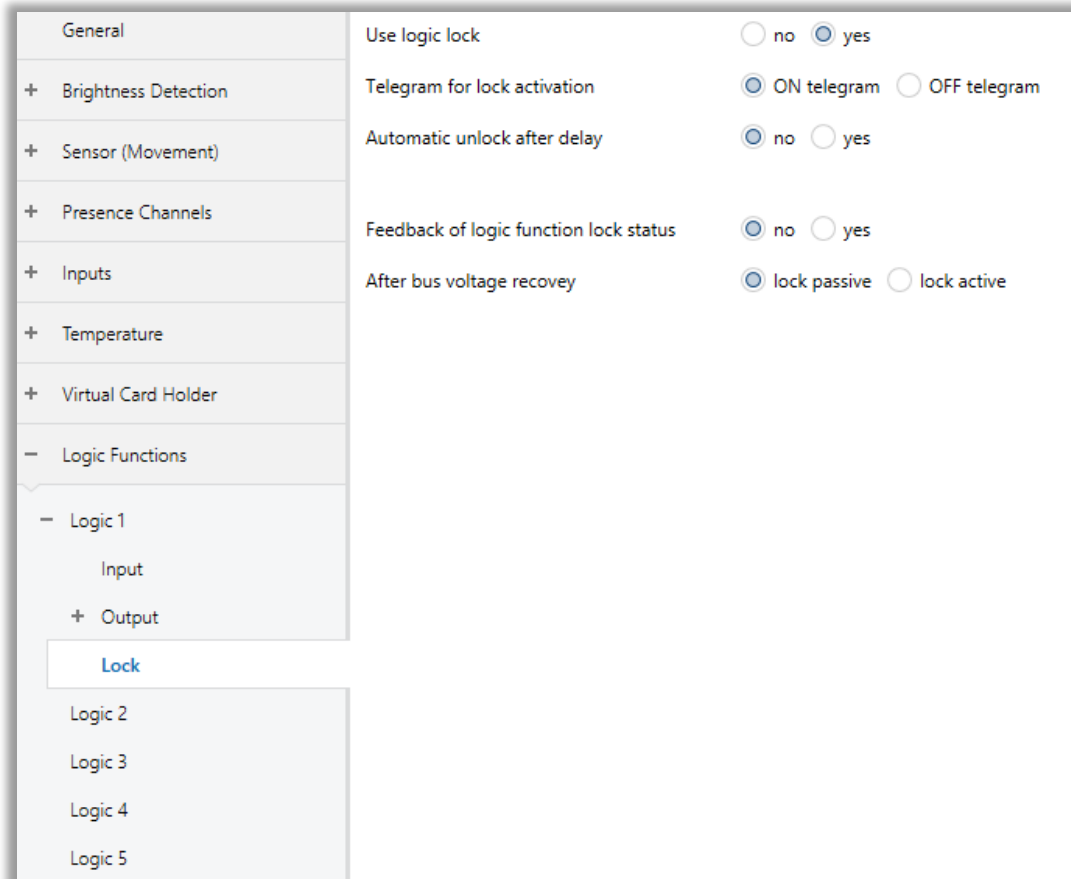 General
Brightness Detection
Sensor (Movement)
Presence Channels
Inputs
Temperature
Virtual Card Holder
Logic Functions
Logic 1
Input
Output
Lock
Logic 2
Logic 3
Logic 4
Logic 5
Use logic lock no yes
Telegram for lock activation ON telegram OFF telegram
Automatic unlock after delay no yes
Feedback of logic function lock status no yes
After bus voltage recovey lock passive lock active